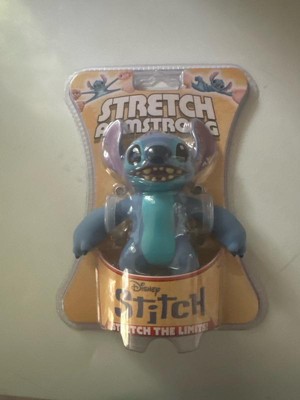 STRETCH
ARMSTRONG
Disney
Stitch
STRETCH THE LIMITS!